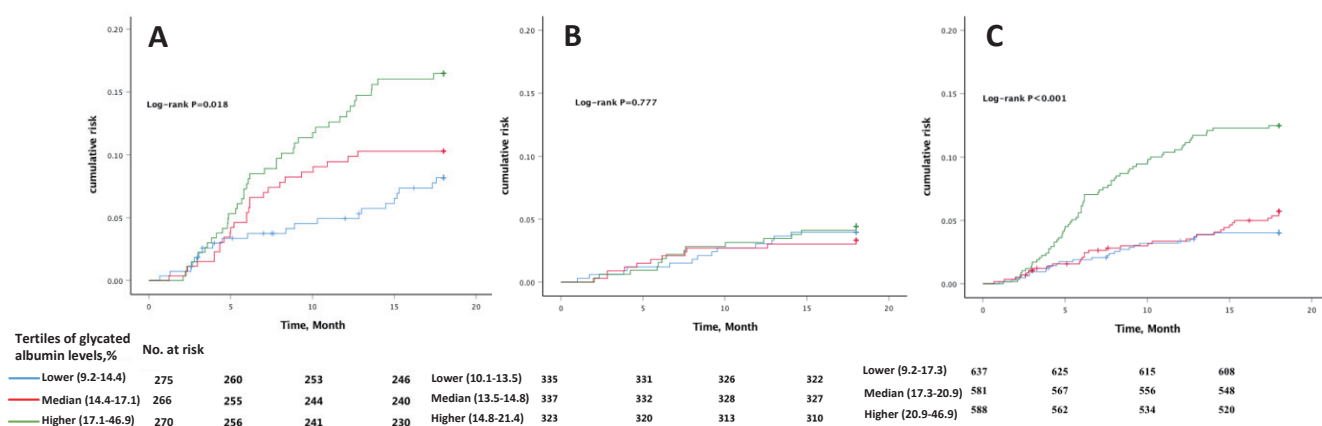 A
B
C
0.20
0.15
0.10
0.05
0.00
cumulative risk
Log-rank P=0.018
0
5
10
15
20
Time, Month
0.20
0.15
0.10
0.05
0.00
cumulative risk
Log-rank P=0.777
0
5
10
15
20
Time, Month
0.20
0.15
0.10
0.05
0.00
cumulative risk
Log-rank P<0.001
0
5
10
15
20
Time, Month
Tertiles of glycated
albumin levels,%
No. at risk
Lower (9.2-14.4) 275 260 253 246
Median (14.4-17.1) 266 255 244 240
Higher (17.1-46.9) 270 256 241 230
Lower (10.1-13.5) 335 331 326 322
Median (13.5-14.8) 337 332 328 327
Higher (14.8-21.4) 323 320 313 310
Lower (9.2-17.3) 637 625 615 608
Median (17.3-20.9) 581 567 556 548
Higher (20.9-46.9) 588 562 534 520